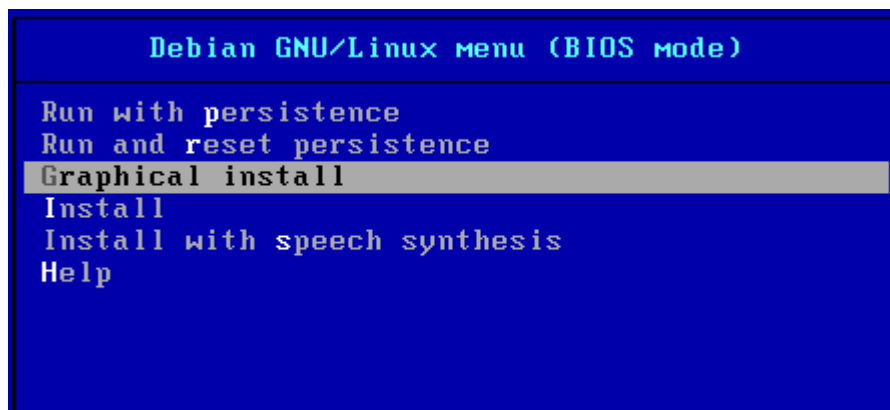 Debian GNU/Linux menu (BIOS mode)
Run with persistence
Run and reset persistence
Graphical install
Install
Install with speech synthesis
Help